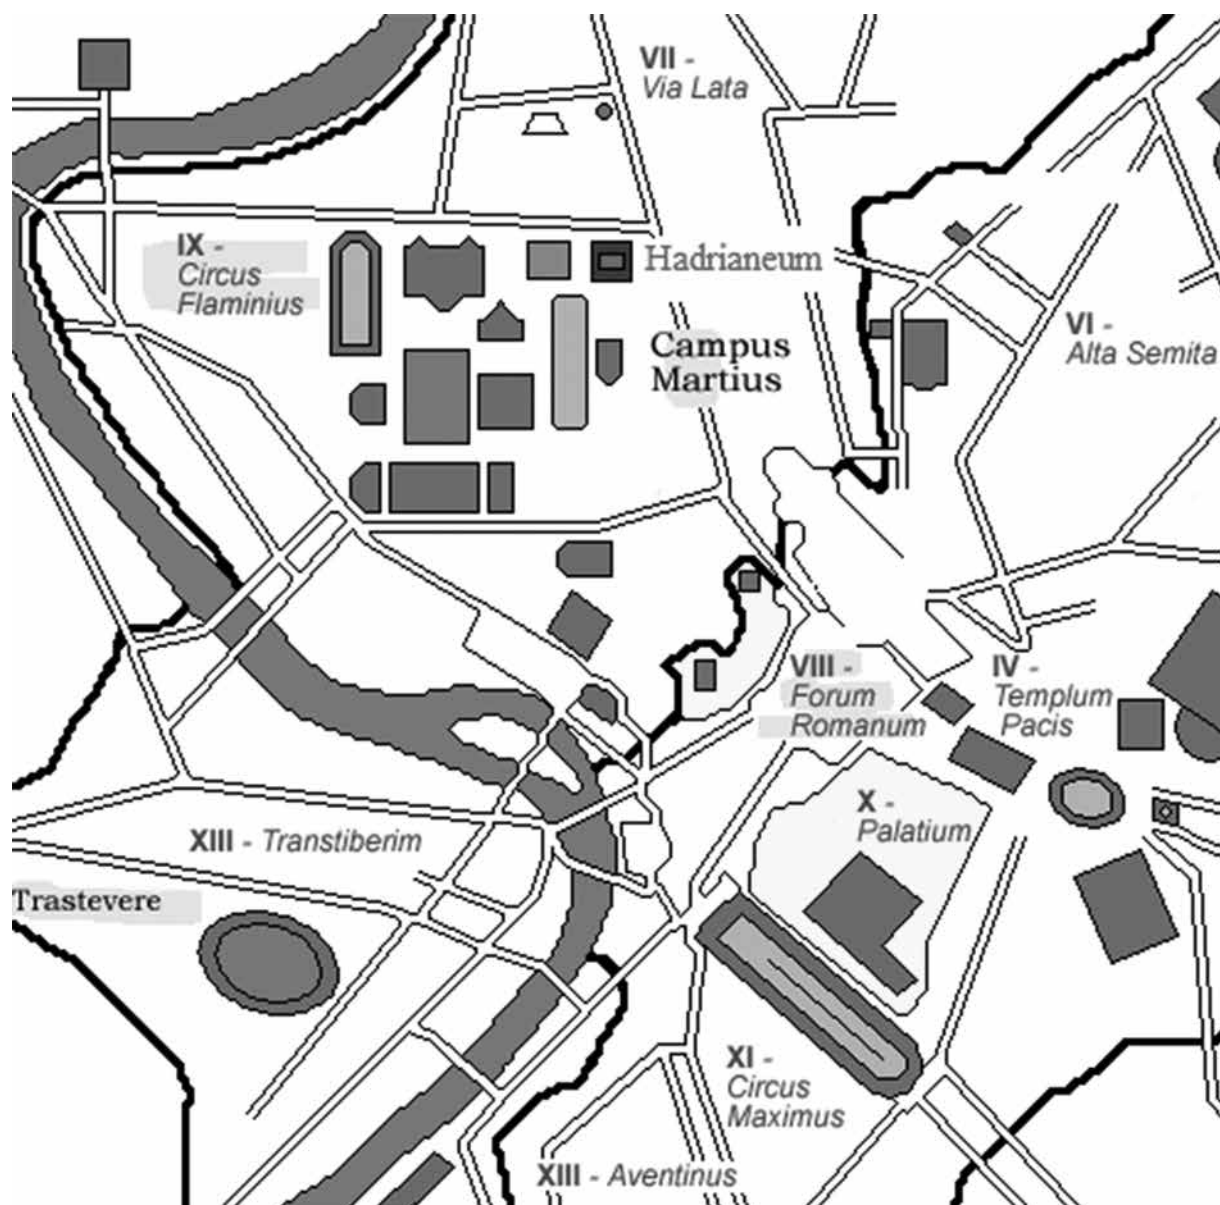 VII -
Via Lata
IX -
Circus
Flaminius
Hadrianeum
VI -
Alta Semita
Campus
Martius
VIII -
Forum
Romanum
IV -
Templum
Pacis
X -
Palatium
XIII - Transtiberim
Trastevere
XI -
Circus
Maximus
XIII - Aventinus